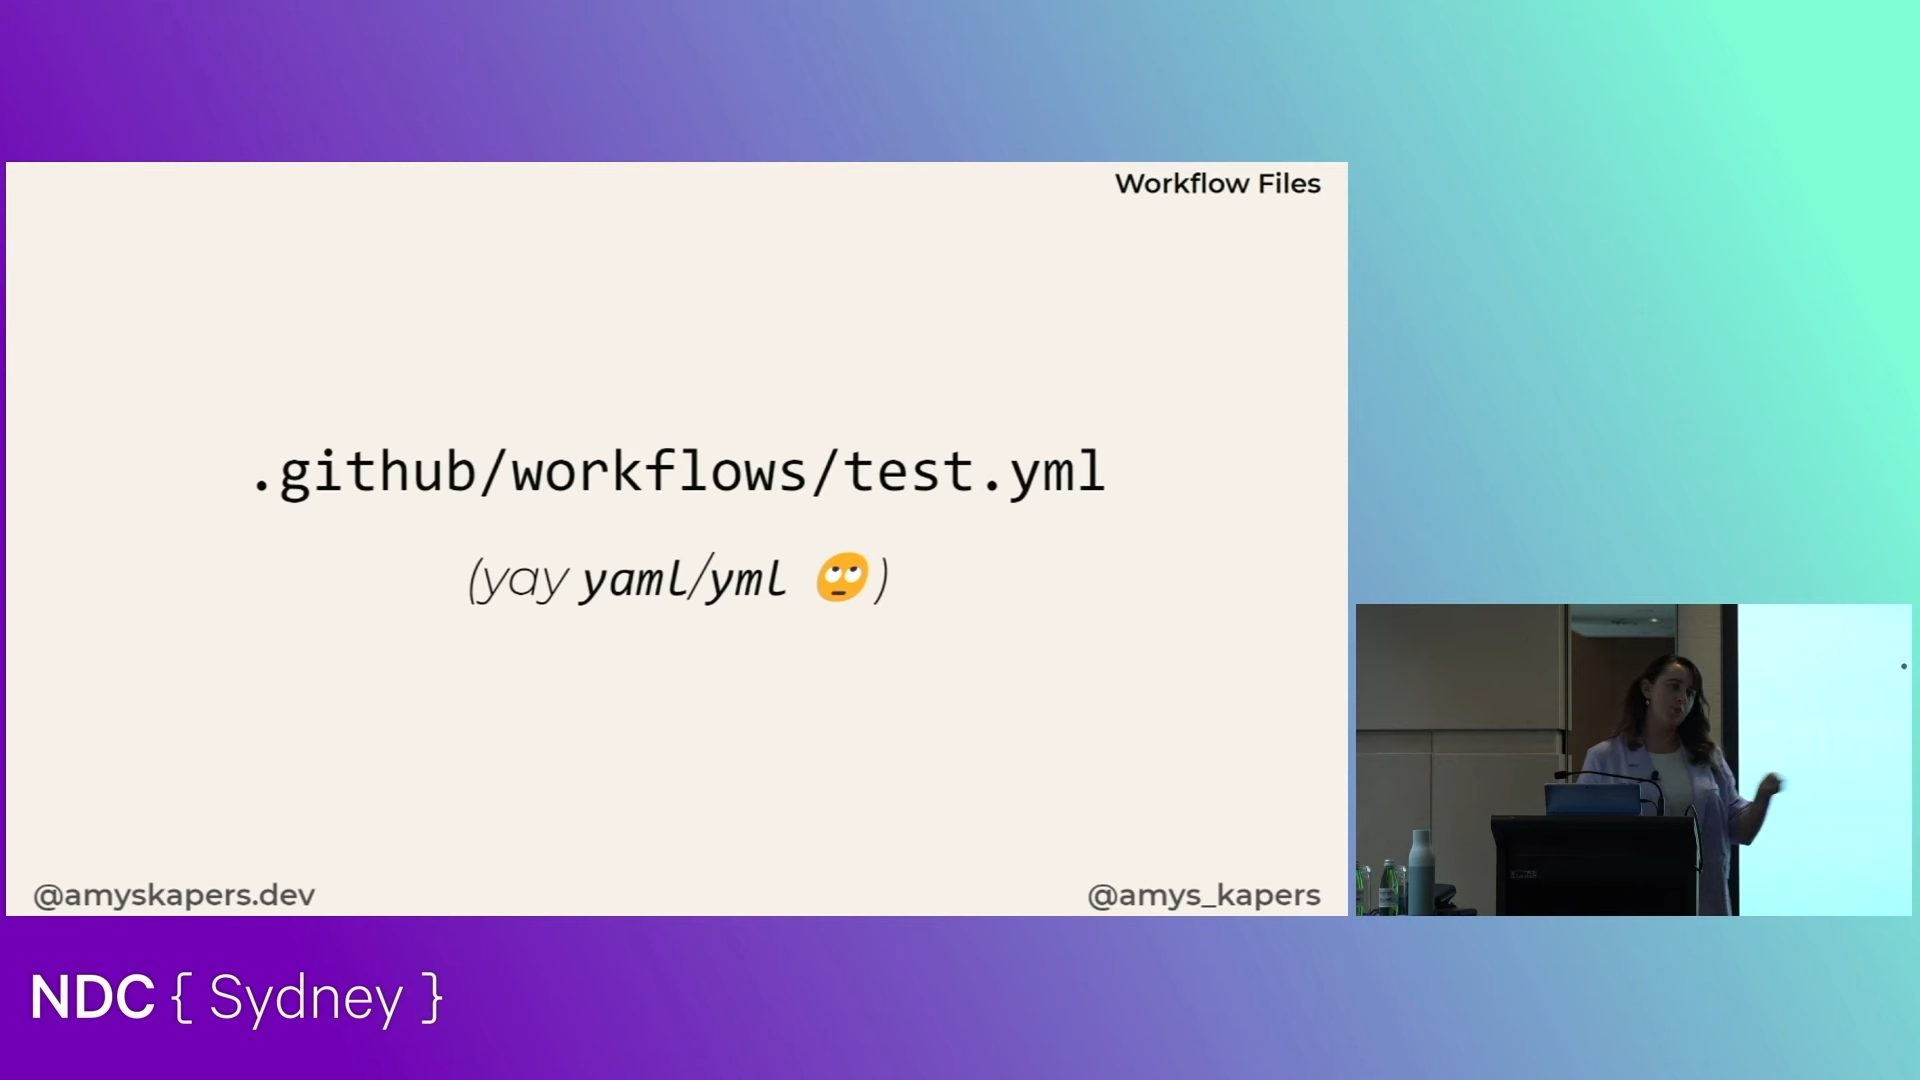 Workflow Files
.github/workflows/test.yml
(yay yaml/yml 🙄)
@amyskapers.dev
@amys_kapers
NDC { Sydney }